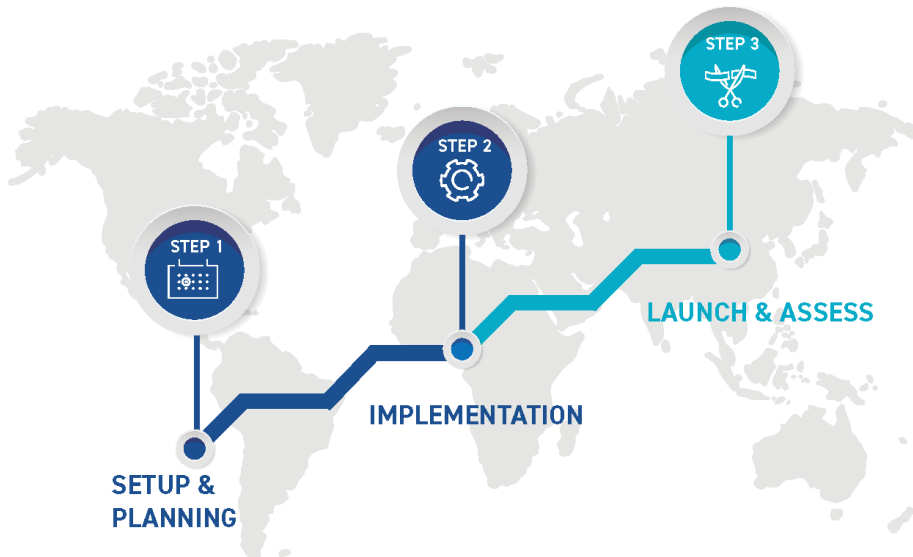 STEP 1
SETUP &
PLANNING
STEP 2
IMPLEMENTATION
STEP 3
LAUNCH & ASSESS